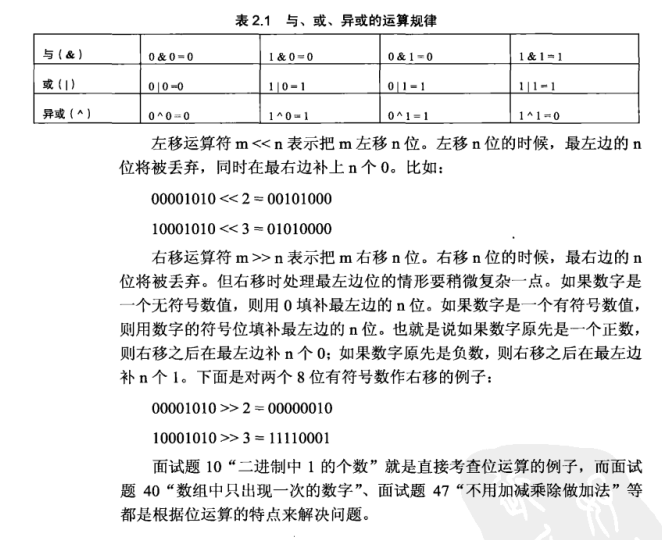 表 2.1 与、或、异或的运算规律
与（&） 0 & 0 = 0 1 & 0 = 0 0 & 1 = 0 1 & 1 = 1
或（|） 0 | 0 = 0 1 | 0 = 1 0 | 1 = 1 1 | 1 = 1
异或（^） 0 ^ 0 = 0 1 ^ 0 = 1 0 ^ 1 = 1 1 ^ 1 = 0
左移运算符 m << n 表示把 m 左移 n 位。左移 n 位的时候，最左边的 n
位将被丢弃，同时在最右边补上 n 个 0。比如：
00001010 << 2 = 00101000
10001010 << 3 = 01010000
右移运算符 m >> n 表示把 m 右移 n 位。右移 n 位的时候，最右边的 n
位将被丢弃。但右移时处理最左边位的情形要稍微复杂一点。如果数字是
一个无符号数值，则用 0 填补最左边的 n 位。如果数字是一个有符号数值，
则用数字的符号位填补最左边的 n 位。也就是说如果数字原先是一个正数，
则右移之后在最左边补 n 个 0；如果数字原先是负数，则右移之后在最左边
补 n 个 1。下面是对两个 8 位有符号数作右移的例子：
00001010 >> 2 = 00000010
10001010 >> 3 = 11110001
面试题 10“二进制中 1 的个数”就是直接考查位运算的例子，而面试
题 40“数组中只出现一次的数字”、面试题 47“不用加减乘除做加法”等
都是根据位运算的特点来解决问题。